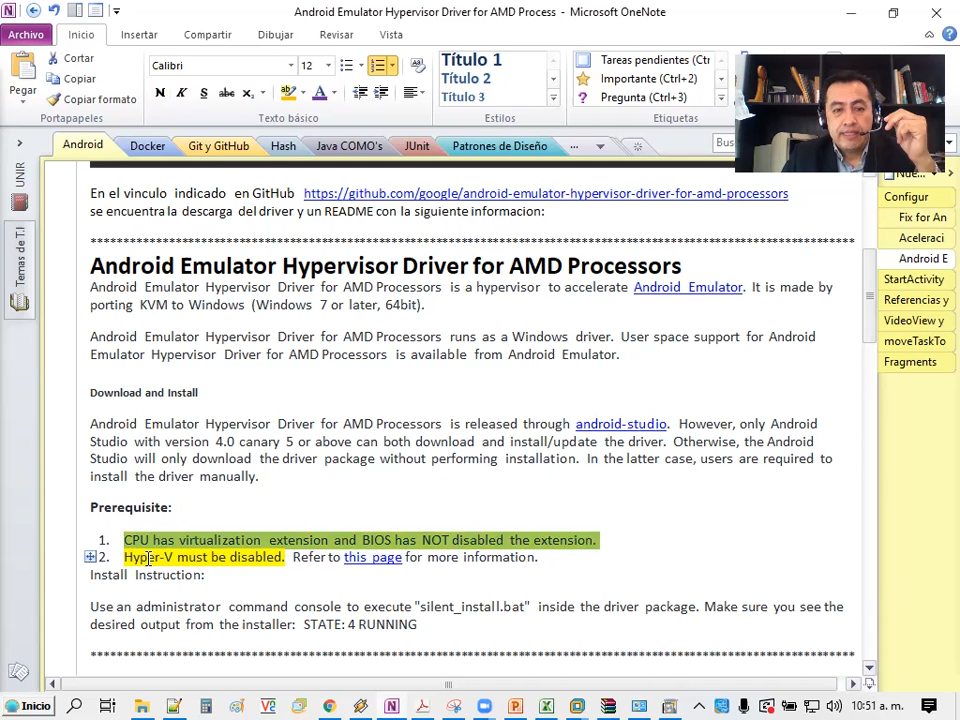 Android Emulator Hypervisor Driver for AMD Process - Microsoft OneNote
Archivo Inicio Insertar Compartir Dibujar Revisar Vista
Pegar
Cortar
Copiar
Copiar formato
Portapapeles
Calibri 12
N K S abc x₂ A
Texto básico
Título 1
Título 2
Título 3
Estilos
Tareas pendientes (Ctr
Importante (Ctrl+2)
Pregunta (Ctrl+3)
Etiquetas
Android Docker Git y GitHub Hash Java COMO's JUnit Patrones de Diseño ... Bus
UNIR
Temas de T.I
En el vinculo indicado en GitHub https://github.com/google/android-emulator-hypervisor-driver-for-amd-processors
se encuentra la descarga del driver y un README con la siguiente informacion:
Android Emulator Hypervisor Driver for AMD Processors
Android Emulator Hypervisor Driver for AMD Processors is a hypervisor to accelerate Android Emulator. It is made by
porting KVM to Windows (Windows 7 or later, 64bit).
Android Emulator Hypervisor Driver for AMD Processors runs as a Windows driver. User space support for Android
Emulator Hypervisor Driver for AMD Processors is available from Android Emulator.
Download and Install
Android Emulator Hypervisor Driver for AMD Processors is released through android-studio. However, only Android
Studio with version 4.0 canary 5 or above can both download and install/update the driver. Otherwise, the Android
Studio will only download the driver package without performing installation. In the latter case, users are required to
install the driver manually.
Prerequisite:
1. CPU has virtualization extension and BIOS has NOT disabled the extension.
2. Hyper-V must be disabled. Refer to this page for more information.
Install Instruction:
Use an administrator command console to execute "silent_install.bat" inside the driver package. Make sure you see the
desired output from the installer: STATE: 4 RUNNING
Nue...
Configur
Fix for An
Aceleraci
Android E
StartActivity
Referencias y
VideoView y
moveTaskTo
Fragments
Inicio
10:51 a. m.